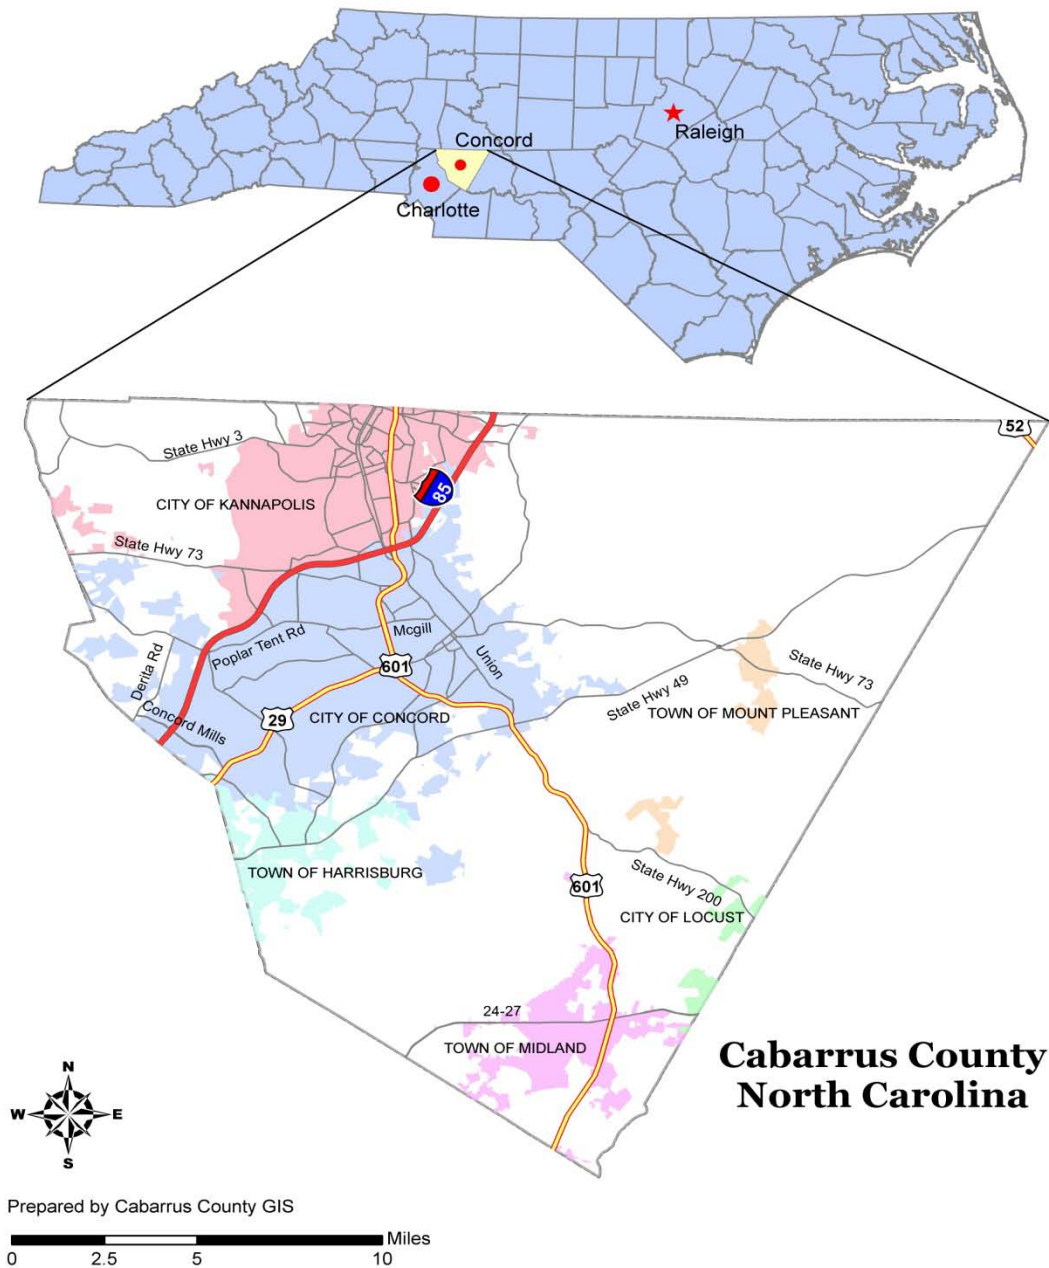 Raleigh
Concord
Charlotte
52
State Hwy 3
85
CITY OF KANNAPOLIS
State Hwy 73
Mcgill
Poplar Tent Rd
Union
Derita Rd
601
State Hwy 73
State Hwy 49
Concord Mills
29
CITY OF CONCORD
TOWN OF MOUNT PLEASANT
TOWN OF HARRISBURG
State Hwy 200
601
CITY OF LOCUST
24-27
TOWN OF MIDLAND
Cabarrus County
North Carolina
N
W
E
S
Prepared by Cabarrus County GIS
Miles
0
2.5
5
10